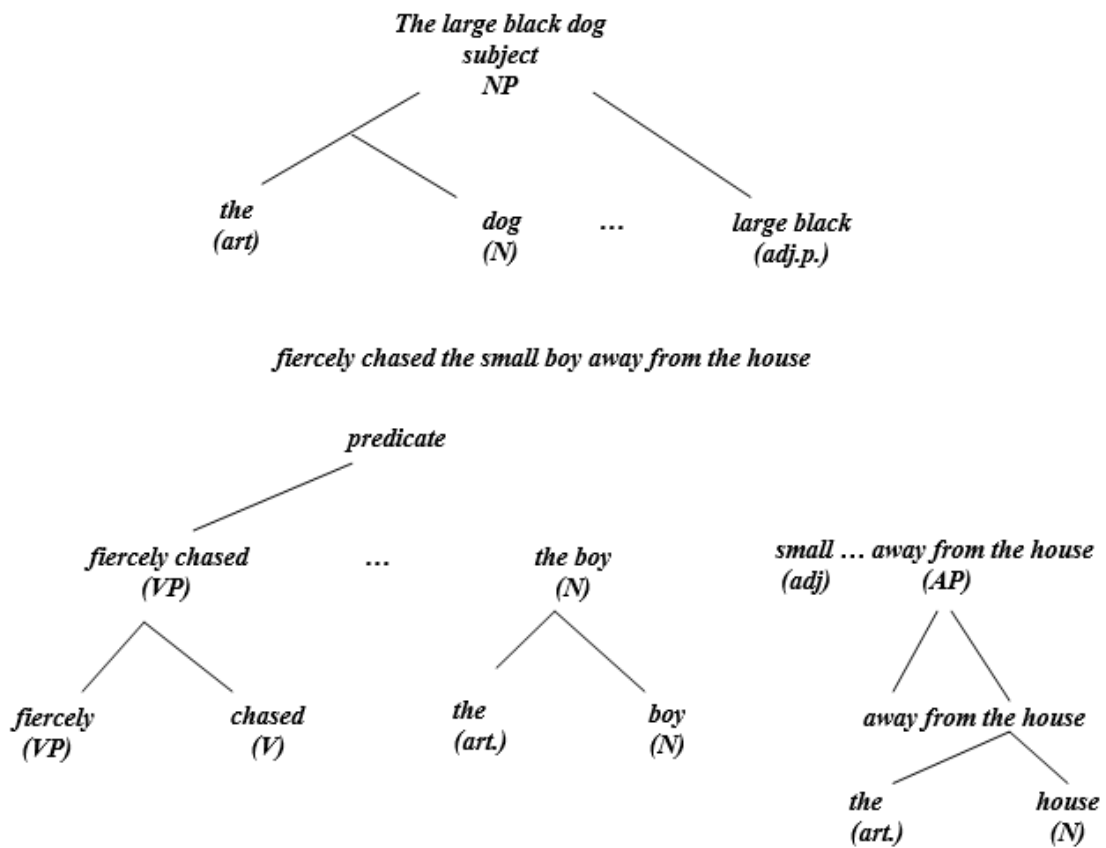 The large black dog
subject
NP
the
(art)
dog
(N)
...
large black
(adj.p.)
fiercely chased the small boy away from the house
predicate
fiercely chased
(VP)
...
the boy
(N)
small ... away from the house
(adj) (AP)
fiercely
(VP)
chased
(V)
the
(art.)
boy
(N)
away from the house
the
(art.)
house
(N)